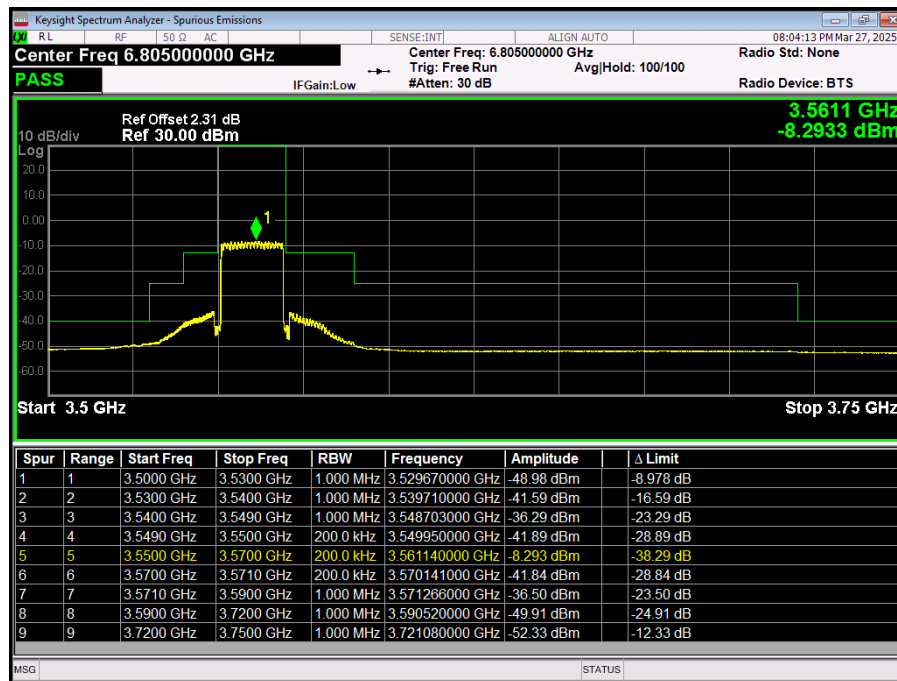 Keysight Spectrum Analyzer - Spurious Emissions
LXI RL RF 50 Ω AC SENSE:INT ALIGN AUTO 08:04:13 PM Mar 27, 2025
Center Freq 6.805000000 GHz Center Freq: 6.805000000 GHz Radio Std: None
Trig: Free Run Avg|Hold: 100/100
PASS IFGain:Low #Atten: 30 dB Radio Device: BTS
3.5611 GHz
Ref Offset 2.31 dB
10 dB/div Ref 30.00 dBm -8.2933 dBm
Log
20.0
10.0
0.00
1
-10.0
-20.0
-30.0
-40.0
-50.0
-60.0
Start 3.5 GHz Stop 3.75 GHz
Spur Range Start Freq Stop Freq RBW Frequency Amplitude Δ Limit
1 1 3.5000 GHz 3.5300 GHz 1.000 MHz 3.529670000 GHz -48.98 dBm -8.978 dB
2 2 3.5300 GHz 3.5400 GHz 1.000 MHz 3.539710000 GHz -41.59 dBm -16.59 dB
3 3 3.5400 GHz 3.5490 GHz 1.000 MHz 3.548703000 GHz -36.29 dBm -23.29 dB
4 4 3.5490 GHz 3.5500 GHz 200.0 kHz 3.549950000 GHz -41.89 dBm -28.89 dB
5 5 3.5500 GHz 3.5700 GHz 200.0 kHz 3.561140000 GHz -8.293 dBm -38.29 dB
6 6 3.5700 GHz 3.5710 GHz 200.0 kHz 3.570141000 GHz -41.84 dBm -28.84 dB
7 7 3.5710 GHz 3.5900 GHz 1.000 MHz 3.571266000 GHz -36.50 dBm -23.50 dB
8 8 3.5900 GHz 3.7200 GHz 1.000 MHz 3.590520000 GHz -49.91 dBm -24.91 dB
9 9 3.7200 GHz 3.7500 GHz 1.000 MHz 3.721080000 GHz -52.33 dBm -12.33 dB
MSG STATUS